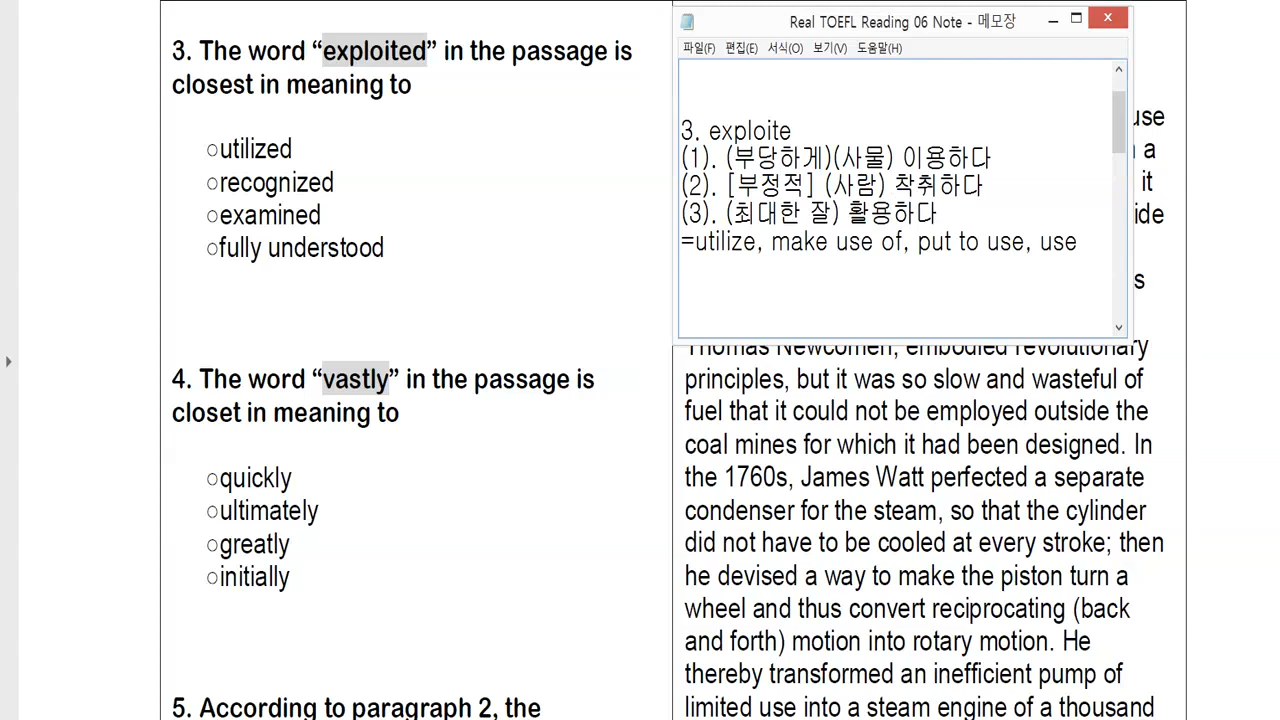 3. The word “exploited” in the passage is
closest in meaning to
○utilized
○recognized
○examined
○fully understood
4. The word “vastly” in the passage is
closet in meaning to
○quickly
○ultimately
○greatly
○initially
5. According to paragraph 2, the
Real TOEFL Reading 06 Note - 메모장
파일(F) 편집(E) 서식(O) 보기(V) 도움말(H)
3. exploite
(1). (부당하게)(사물) 이용하다
(2). [부정적] (사람) 착취하다
(3). (최대한 잘) 활용하다
=utilize, make use of, put to use, use
use
a
it
Thomas Newcomen, embodied revolutionary
principles, but it was so slow and wasteful of
fuel that it could not be employed outside the
coal mines for which it had been designed. In
the 1760s, James Watt perfected a separate
condenser for the steam, so that the cylinder
did not have to be cooled at every stroke; then
he devised a way to make the piston turn a
wheel and thus convert reciprocating (back
and forth) motion into rotary motion. He
thereby transformed an inefficient pump of
limited use into a steam engine of a thousand